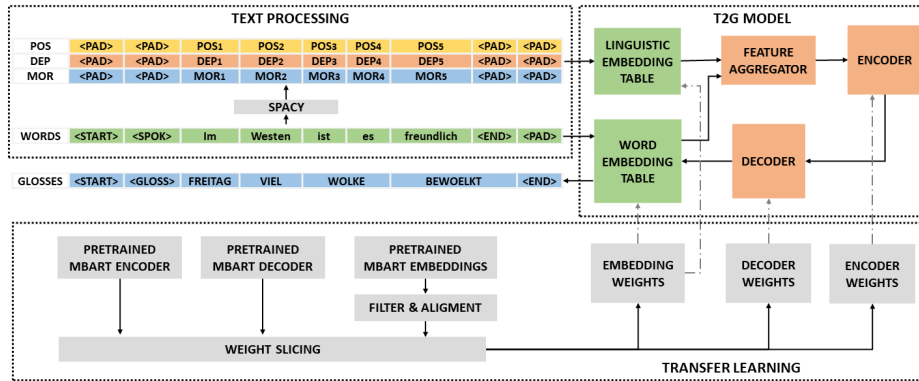 TEXT PROCESSING
POS <PAD> <PAD> POS1 POS2 POS3 POS4 POS5 <PAD> <PAD>
DEP <PAD> <PAD> DEP1 DEP2 DEP3 DEP4 DEP5 <PAD> <PAD>
MOR <PAD> <PAD> MOR1 MOR2 MOR3 MOR4 MOR5 <PAD> <PAD>
SPACY
WORDS <START> <SPOK> Im Westen ist es freundlich <END> <PAD>
GLOSSES <START> <GLOSS> FREITAG VIEL WOLKE BEWOELKT <END>
T2G MODEL
LINGUISTIC
EMBEDDING
TABLE
FEATURE
AGGREGATOR
ENCODER
WORD
EMBEDDING
TABLE
DECODER
PRETRAINED
MBART ENCODER
PRETRAINED
MBART DECODER
PRETRAINED
MBART EMBEDDINGS
FILTER & ALIGMENT
WEIGHT SLICING
EMBEDDING
WEIGHTS
DECODER
WEIGHTS
ENCODER
WEIGHTS
TRANSFER LEARNING